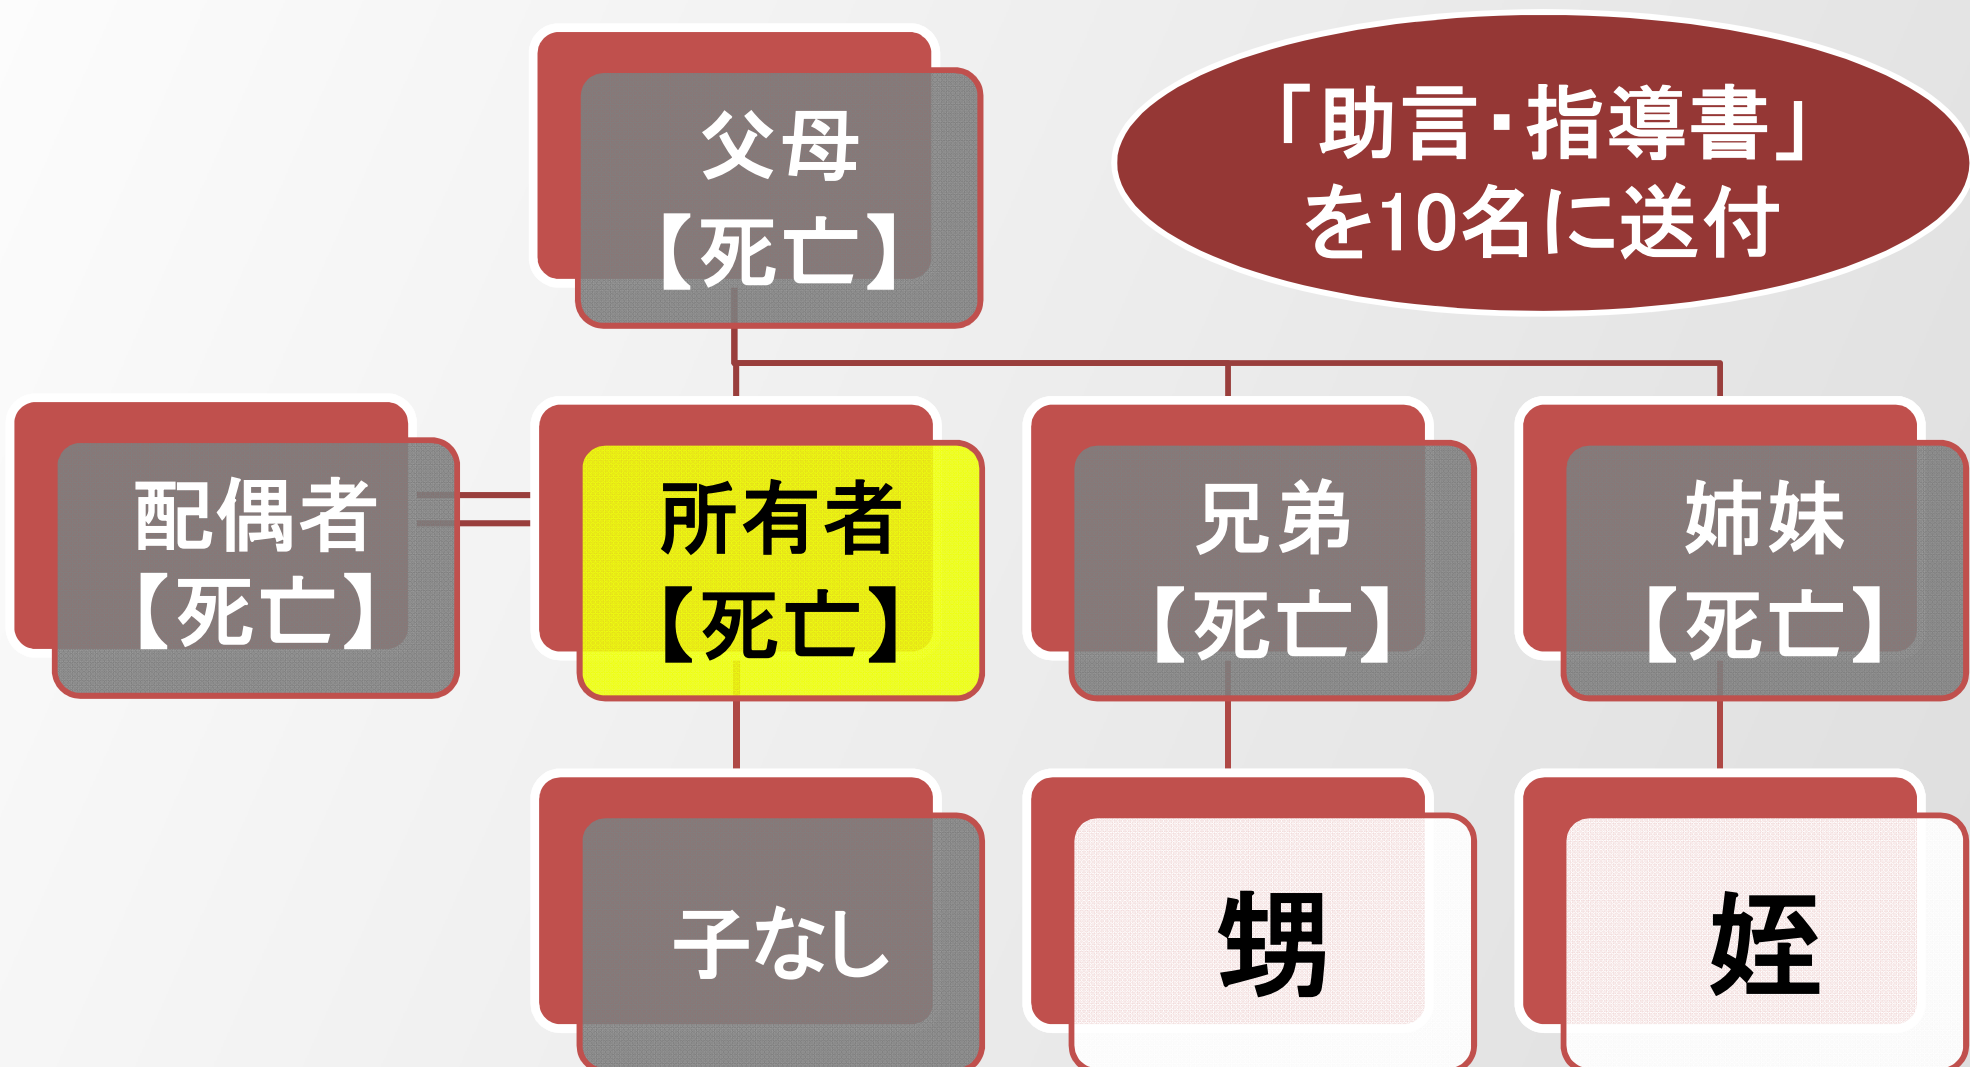 父母
【死亡】
「助言・指導書」
を10名に送付
配偶者
【死亡】
所有者
【死亡】
兄弟
【死亡】
姉妹
【死亡】
子なし
甥
姪